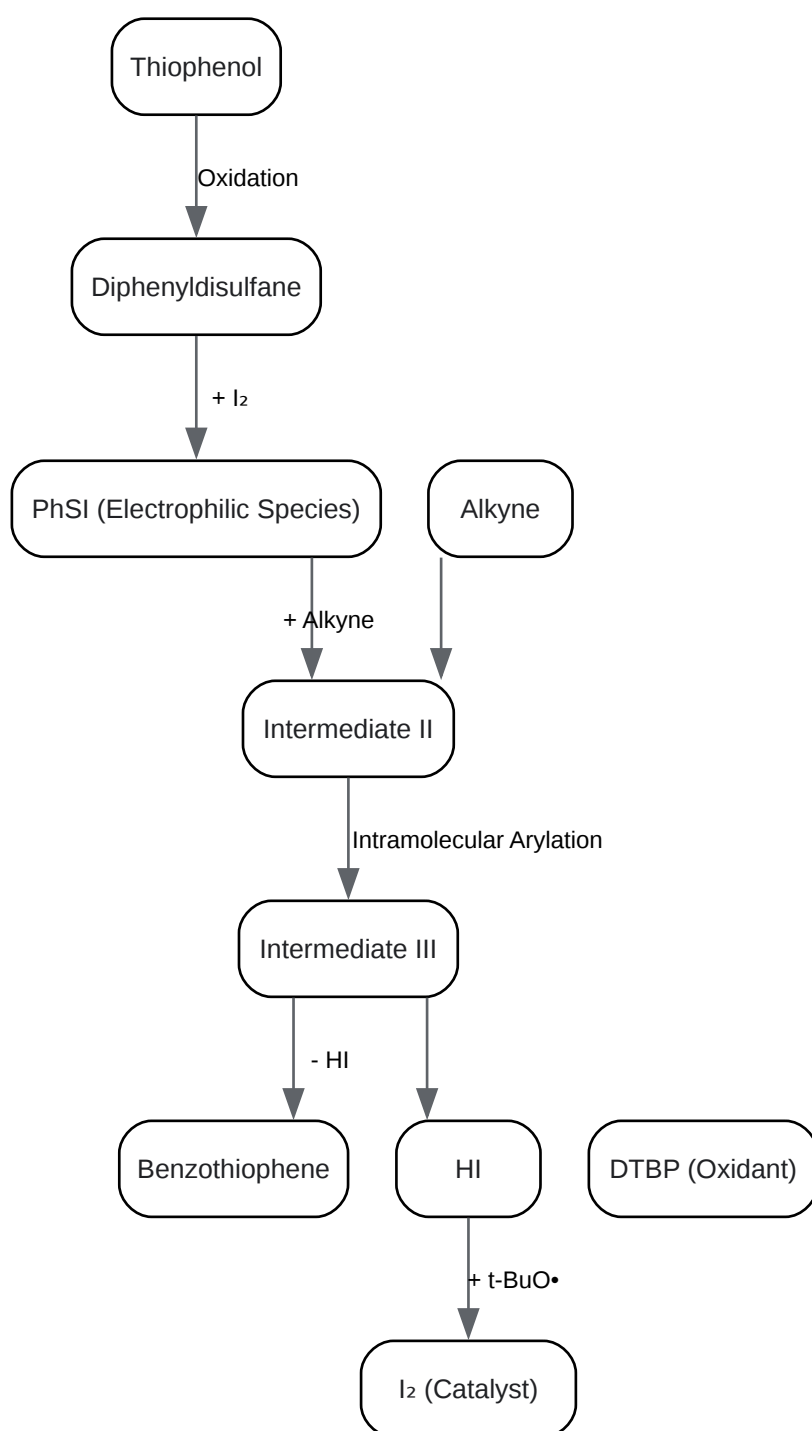 Thiophenol
Oxidation
Diphenyldisulfane
+ I₂
PhSI (Electrophilic Species)
Alkyne
+ Alkyne
Intermediate II
Intramolecular Arylation
Intermediate III
- HI
Benzothiophene
HI
DTBP (Oxidant)
+ t-BuO•
I₂ (Catalyst)